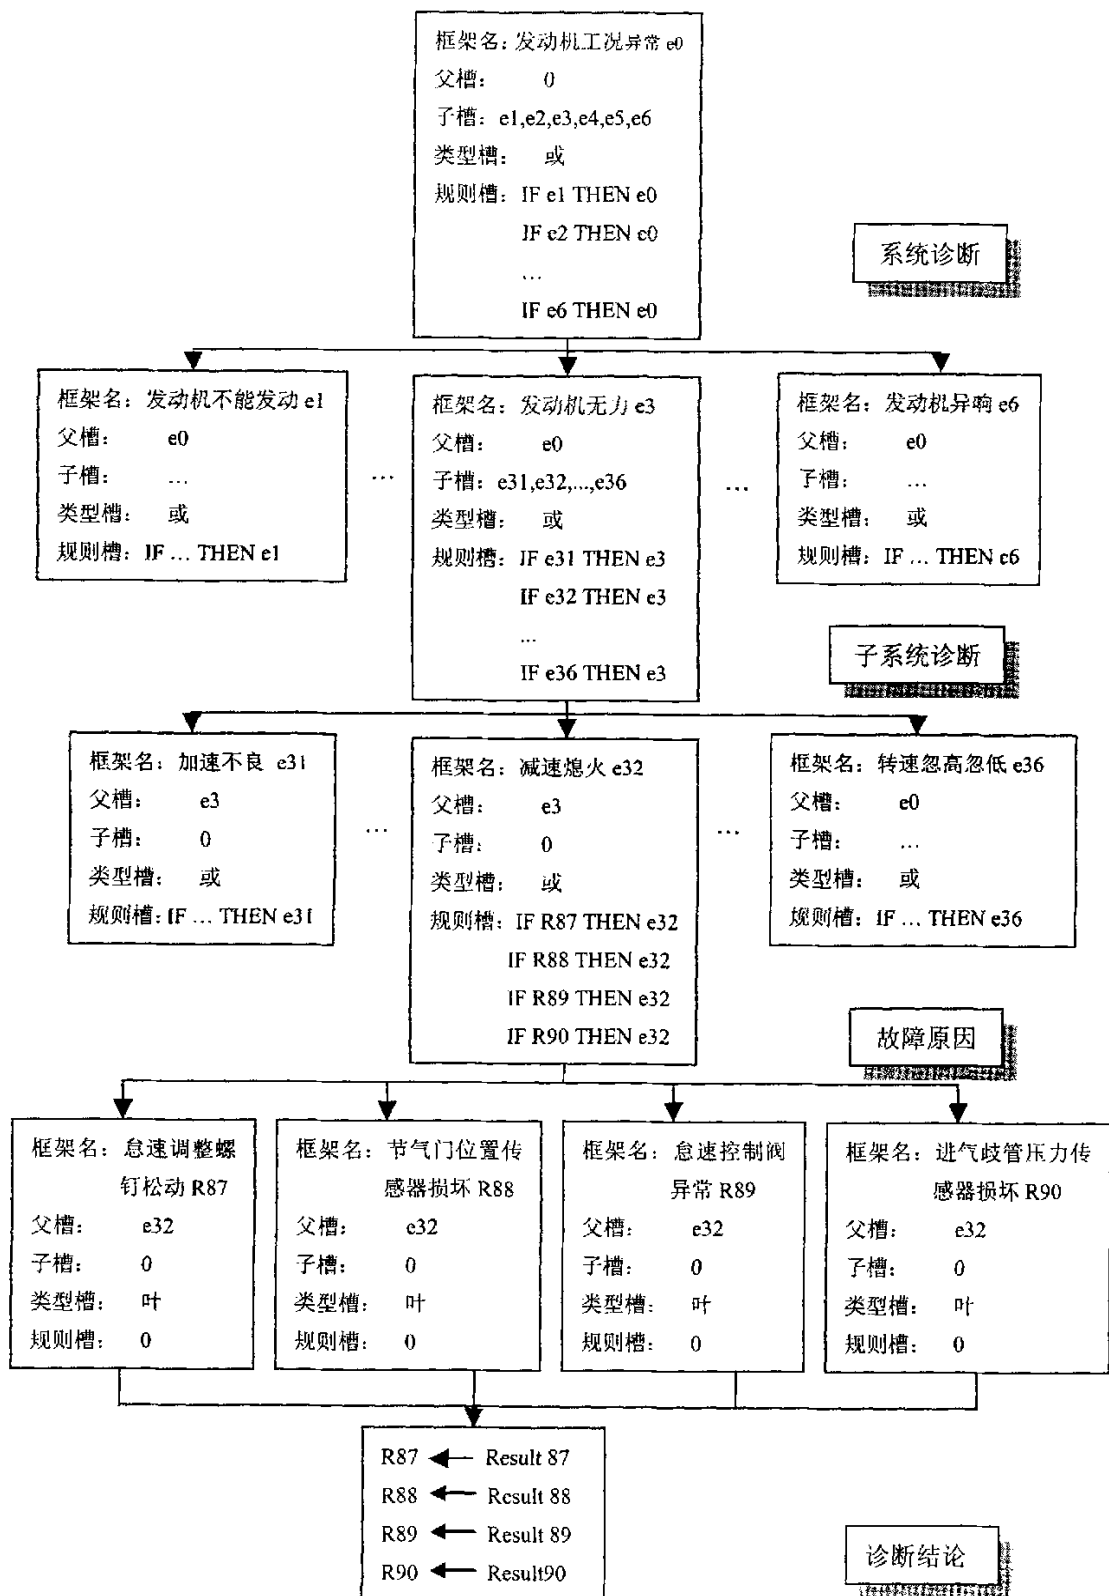 框架名：发动机工况异常 e0
父槽： 0
子槽：e1,e2,e3,e4,e5,e6
类型槽： 或
规则槽：IF e1 THEN e0
IF e2 THEN e0
…
IF e6 THEN e0
系统诊断
框架名：发动机不能发动 e1
父槽： e0
子槽： …
类型槽： 或
规则槽：IF … THEN e1
…
框架名：发动机无力 e3
父槽： e0
子槽：e31,e32,...,e36
类型槽： 或
规则槽：IF e31 THEN e3
IF e32 THEN e3
...
IF e36 THEN e3
…
框架名：发动机异响 e6
父槽： e0
子槽： …
类型槽： 或
规则槽：IF … THEN e6
子系统诊断
框架名：加速不良 e31
父槽： e3
子槽： 0
类型槽： 或
规则槽：IF … THEN e31
…
框架名：减速熄火 e32
父槽： e3
子槽： 0
类型槽： 或
规则槽：IF R87 THEN e32
IF R88 THEN e32
IF R89 THEN e32
IF R90 THEN e32
…
框架名：转速忽高忽低 e36
父槽： e0
子槽： …
类型槽： 或
规则槽：IF … THEN e36
故障原因
框架名：怠速调整螺
钉松动 R87
父槽： e32
子槽： 0
类型槽： 叶
规则槽： 0
框架名：节气门位置传
感器损坏 R88
父槽： e32
子槽： 0
类型槽： 叶
规则槽： 0
框架名：怠速控制阀
异常 R89
父槽： e32
子槽： 0
类型槽： 叶
规则槽： 0
框架名：进气歧管压力传
感器损坏 R90
父槽： e32
子槽： 0
类型槽： 叶
规则槽： 0
R87 ← Result 87
R88 ← Result 88
R89 ← Result 89
R90 ← Result90
诊断结论